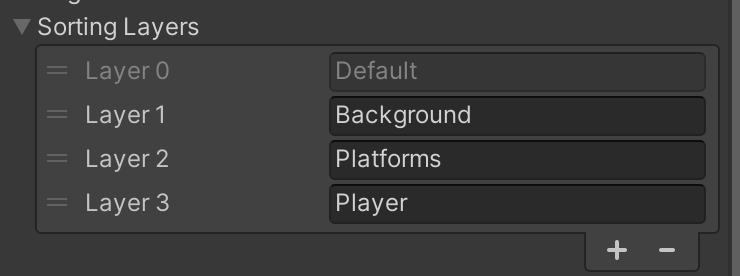 Sorting Layers
Layer 0 Default
Layer 1 Background
Layer 2 Platforms
Layer 3 Player